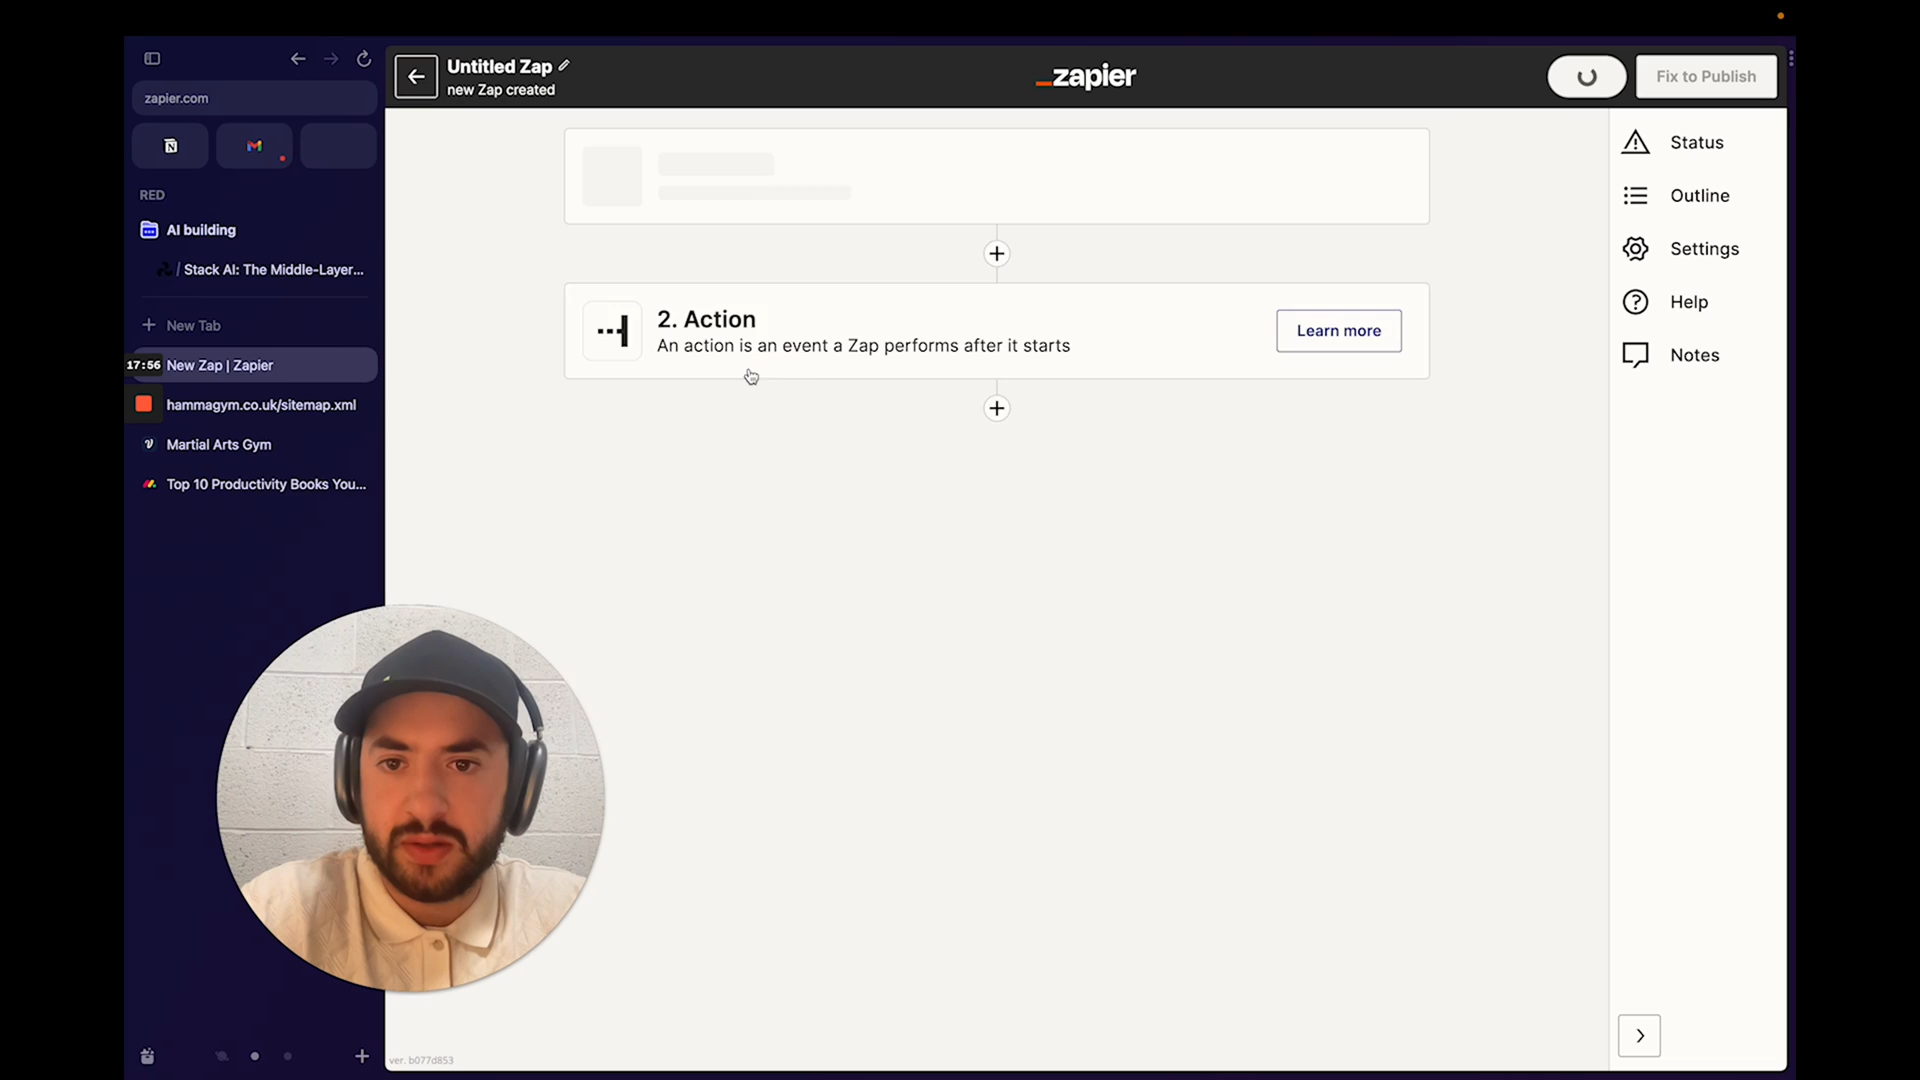 zapier.com
RED
AI building
/ Stack AI: The Middle-Layer...
+ New Tab
17:56 New Zap | Zapier
hammagym.co.uk/sitemap.xml
Martial Arts Gym
Top 10 Productivity Books You...
Untitled Zap
new Zap created
_zapier
Fix to Publish
2. Action
An action is an event a Zap performs after it starts
Learn more
Status
Outline
Settings
Help
Notes
ver. b077d853